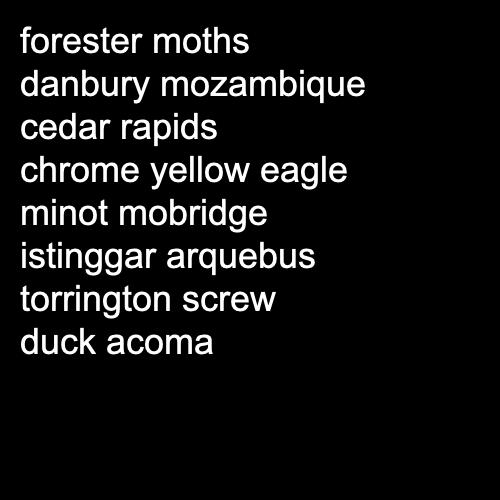 forester moths
danbury mozambique
cedar rapids
chrome yellow eagle
minot mobridge
istinggar arquebus
torrington screw
duck acoma